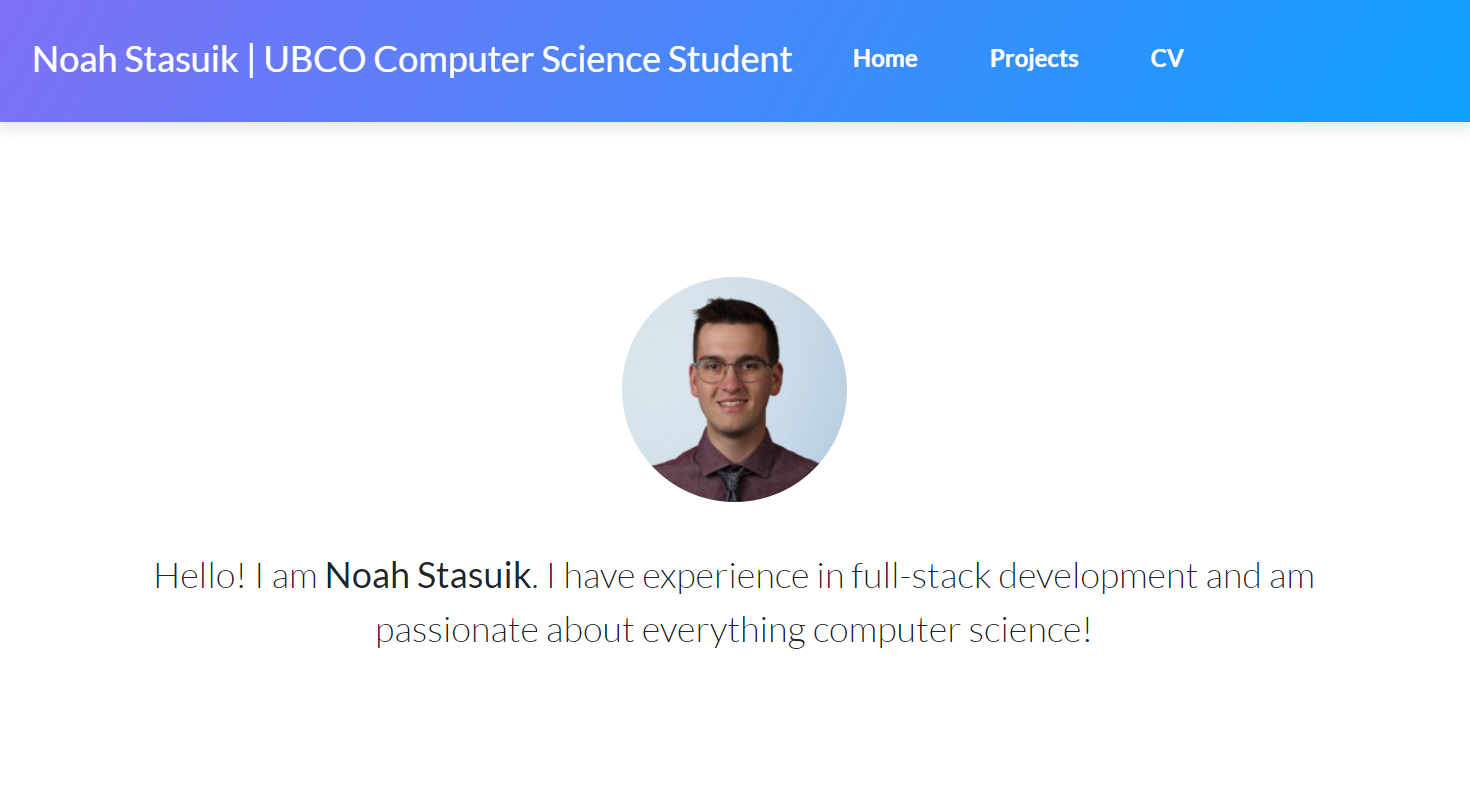 Noah Stasuik | UBCO Computer Science Student Home Projects CV
Hello! I am Noah Stasuik. I have experience in full-stack development and am
passionate about everything computer science!